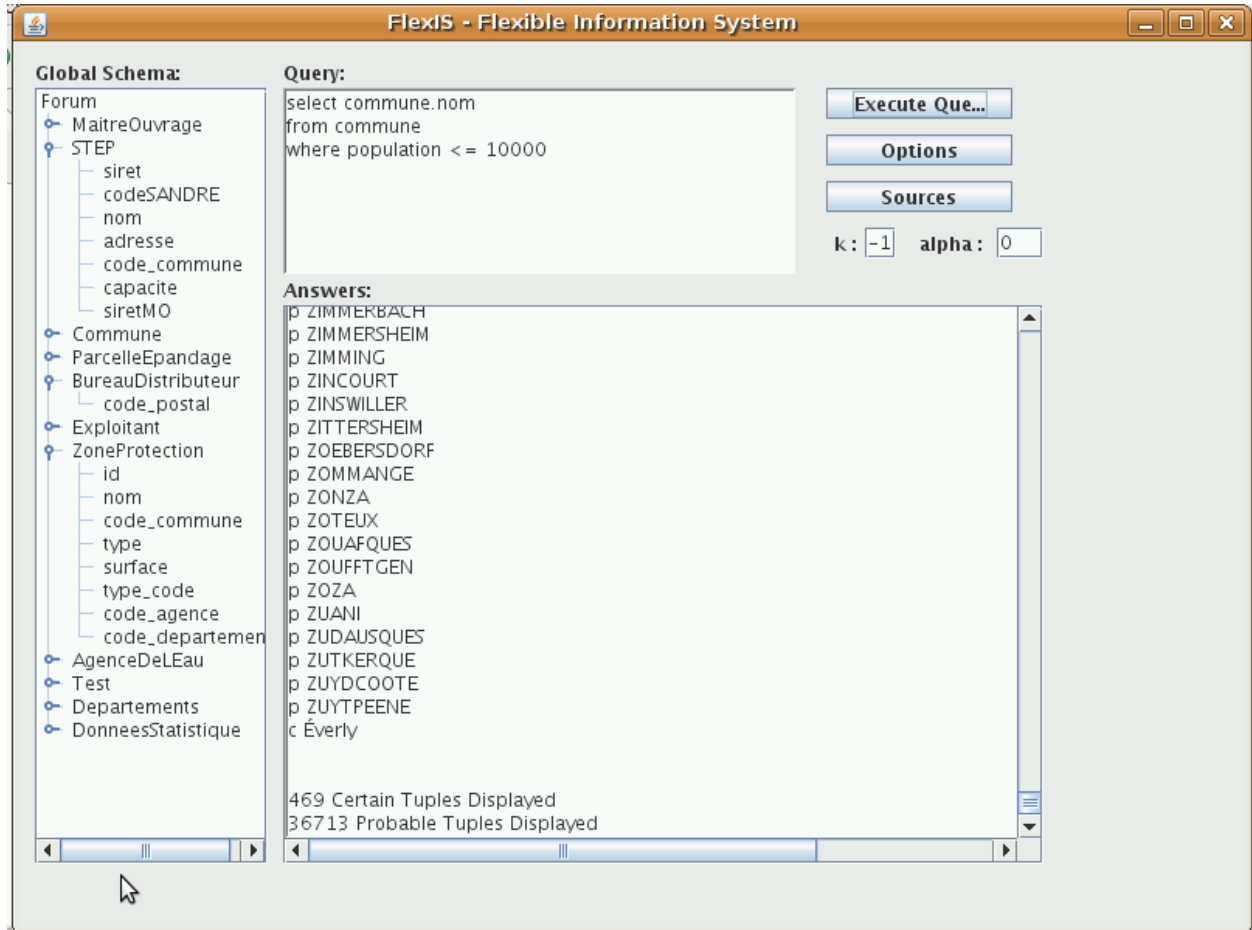 FlexIS - Flexible Information System
Global Schema:
Forum
MaitreOuvrage
STEP
siret
codeSANDRE
nom
adresse
code_commune
capacite
siretMO
Commune
ParcelleEpandage
BureauDistributeur
code_postal
Exploitant
ZoneProtection
id
nom
code_commune
type
surface
type_code
code_agence
code_departemen
AgenceDeLEau
Test
Departements
DonneesStatistique
Query:
select commune.nom
from commune
where population <= 10000
Execute Que...
Options
Sources
k: -1 alpha: 0
Answers:
p ZIMMERBACH
p ZIMMERSHEIM
p ZIMMING
p ZINCOURT
p ZINSWILLER
p ZITTERSHEIM
p ZOEBERSDORF
p ZOMMANGE
p ZONZA
p ZOTEUX
p ZOUAFQUES
p ZOUFFTGEN
p ZOZA
p ZUANI
p ZUDAUSQUES
p ZUTKERQUE
p ZUYDCOOTE
p ZUYTPEENE
c Éverly
469 Certain Tuples Displayed
36713 Probable Tuples Displayed